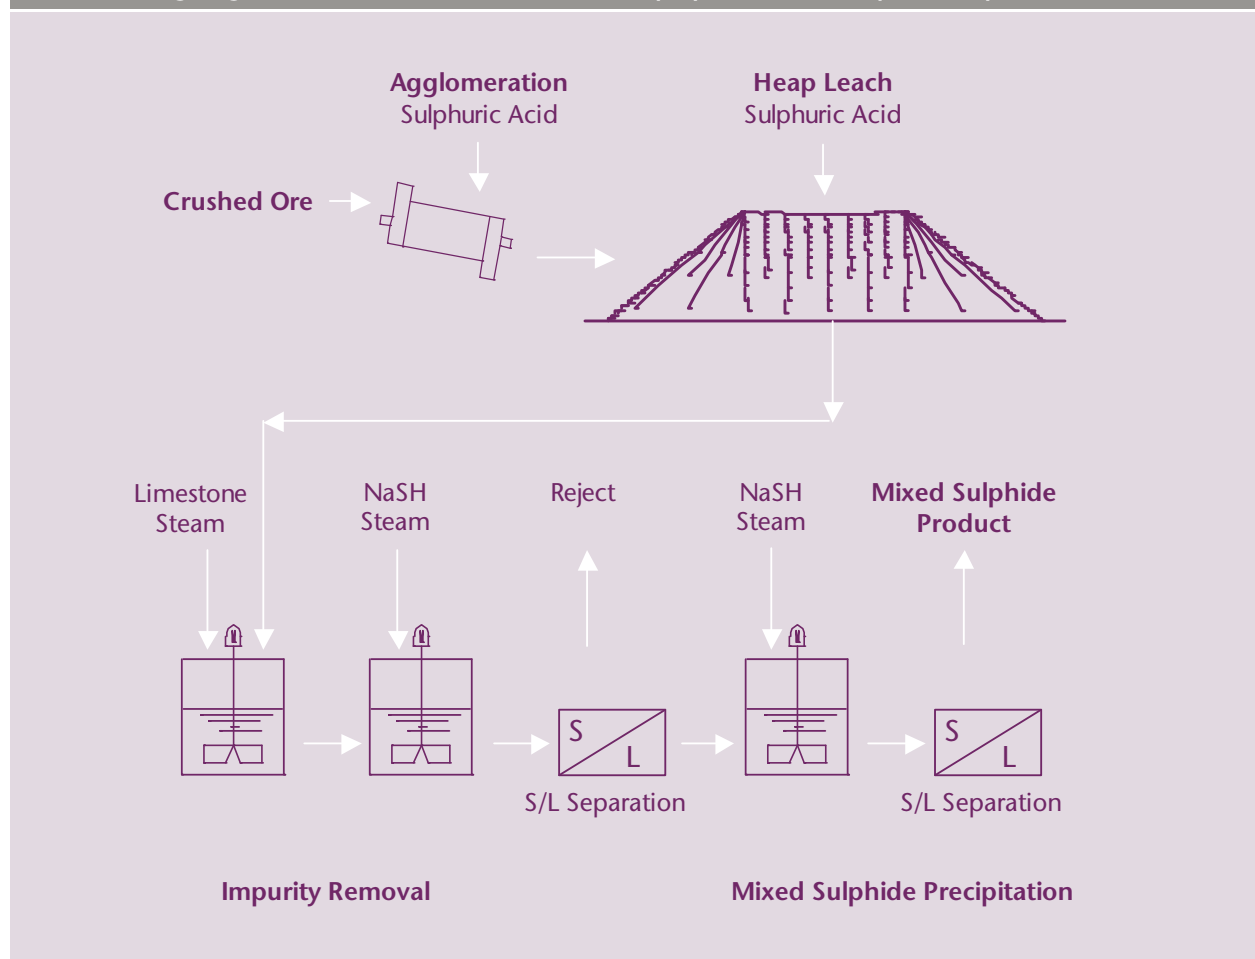 Agglomeration
Sulphuric Acid
Heap Leach
Sulphuric Acid
Crushed Ore
Limestone
Steam
NaSH
Steam
Reject
NaSH
Steam
Mixed Sulphide
Product
S
L
S
L
S/L Separation
S/L Separation
Impurity Removal
Mixed Sulphide Precipitation